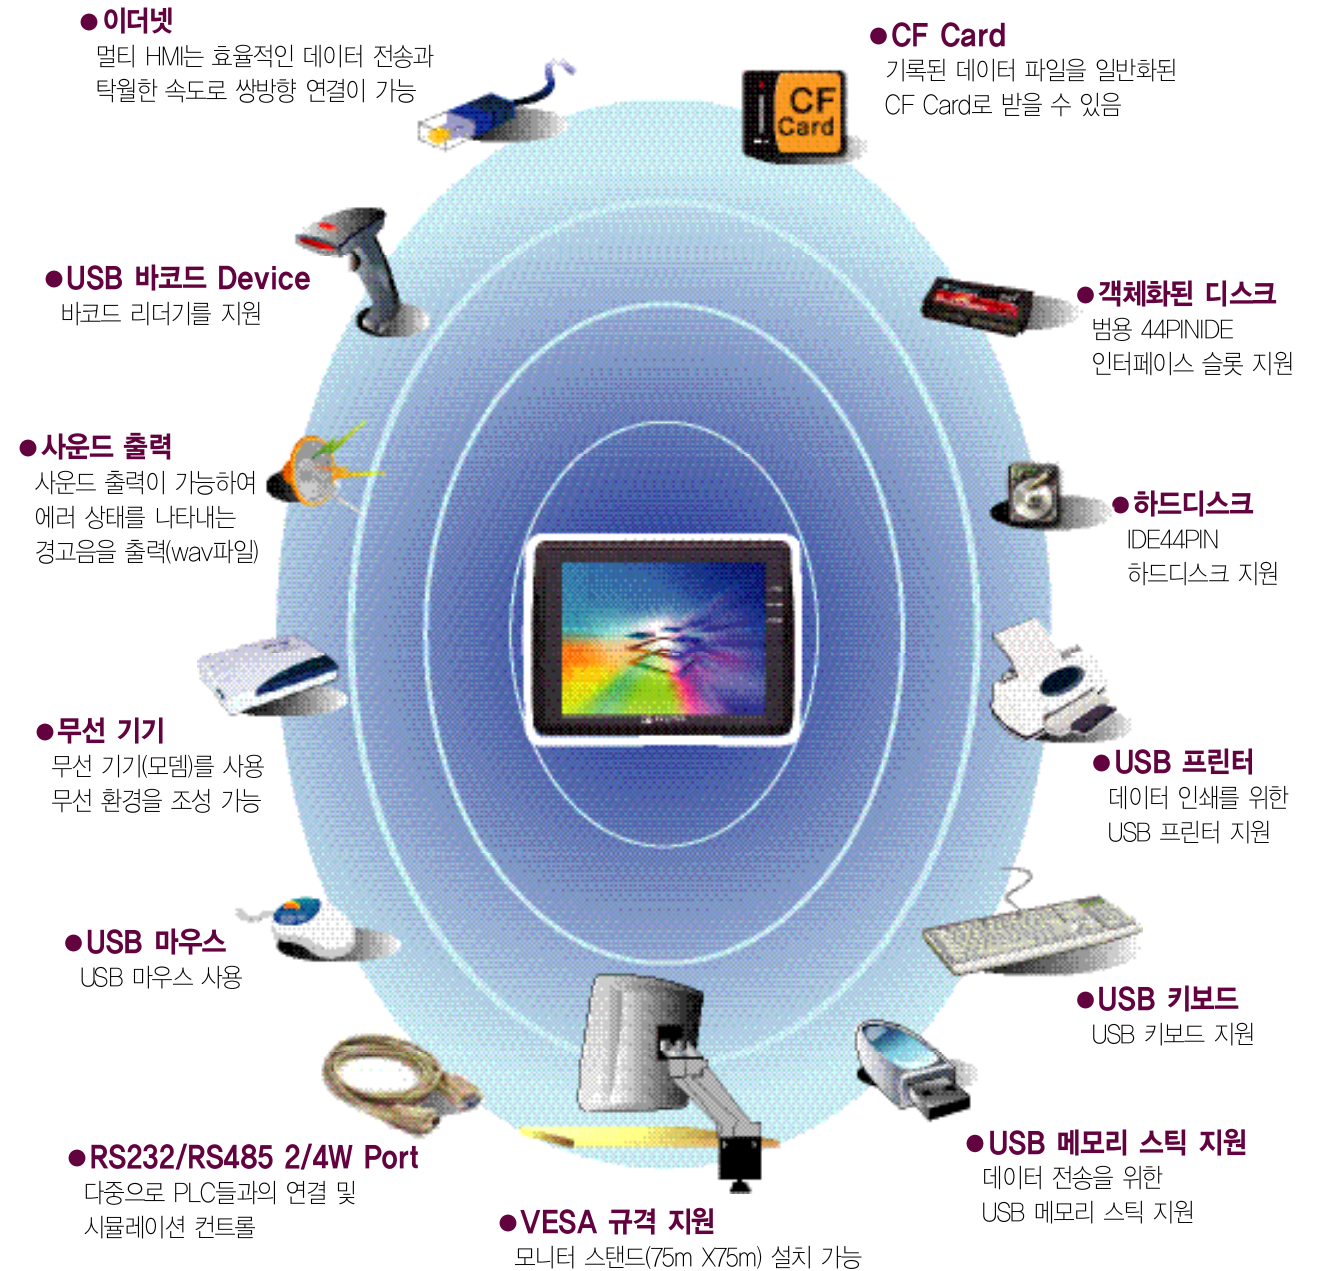 ● 이더넷
멀티 HMI는 효율적인 데이터 전송과
탁월한 속도로 쌍방향 연결이 가능
● CF Card
기록된 데이터 파일을 일반화된
CF Card로 받을 수 있음
CF
Card
● USB 바코드 Device
바코드 리더기를 지원
● 객체화된 디스크
범용 44PINIDE
인터페이스 슬롯 지원
● 사운드 출력
사운드 출력이 가능하여
에러 상태를 나타내는
경고음을 출력(wav파일)
● 하드디스크
IDE44PIN
하드디스크 지원
● 무선 기기
무선 기기(모뎀)를 사용
무선 환경을 조성 가능
● USB 프린터
데이터 인쇄를 위한
USB 프린터 지원
● USB 마우스
USB 마우스 사용
● USB 키보드
USB 키보드 지원
● RS232/RS485 2/4W Port
다중으로 PLC들과의 연결 및
시뮬레이션 컨트롤
● USB 메모리 스틱 지원
데이터 전송을 위한
USB 메모리 스틱 지원
● VESA 규격 지원
모니터 스탠드(75m X75m) 설치 가능